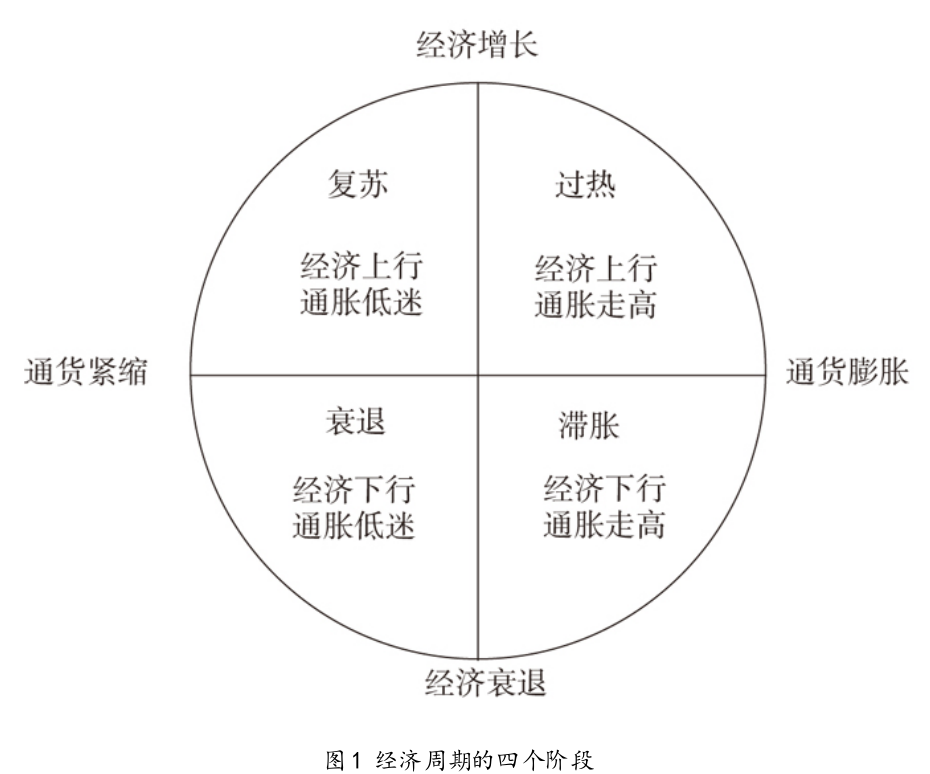 经济增长
复苏
经济上行
通胀低迷
过热
经济上行
通胀走高
通货紧缩
通货膨胀
衰退
经济下行
通胀低迷
滞胀
经济下行
通胀走高
经济衰退
图1 经济周期的四个阶段